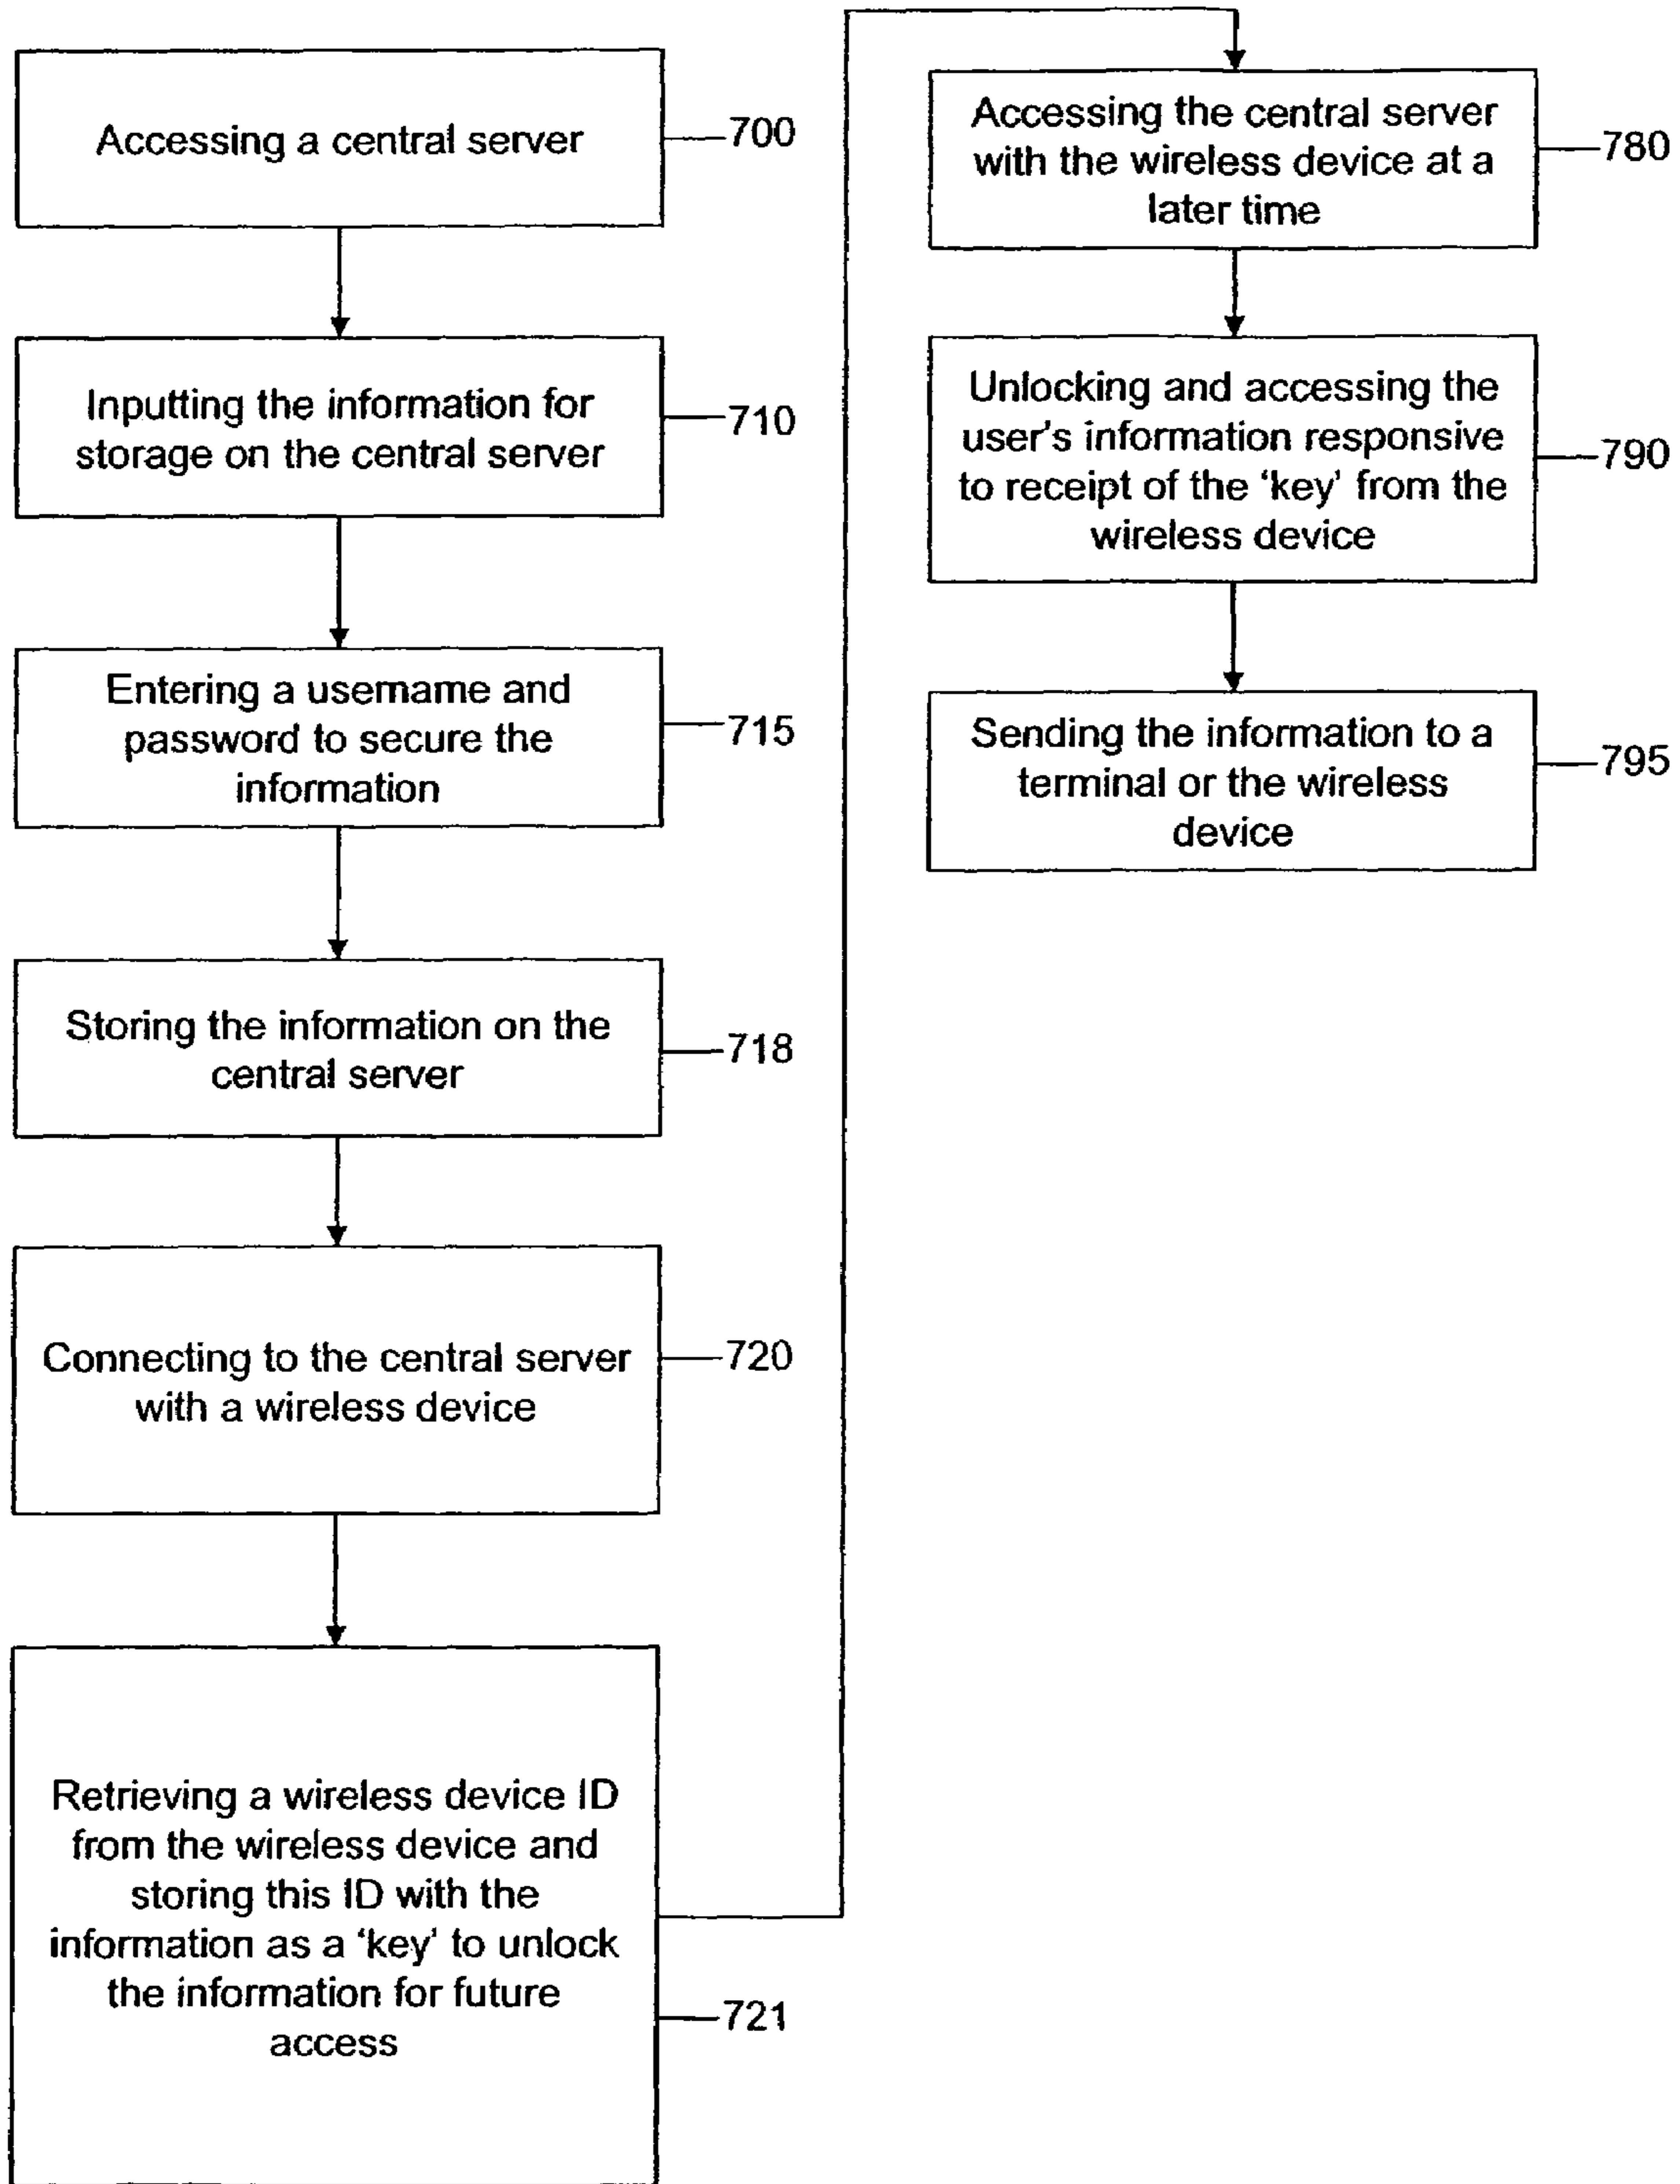 Accessing a central server
700
Inputting the information for
storage on the central server
710
Entering a username and
password to secure the
information
715
Storing the information on the
central server
718
Connecting to the central server
with a wireless device
720
Retrieving a wireless device ID
from the wireless device and
storing this ID with the
information as a ‘key’ to unlock
the information for future
access
721
Accessing the central server
with the wireless device at a
later time
780
Unlocking and accessing the
user's information responsive
to receipt of the ‘key’ from the
wireless device
790
Sending the information to a
terminal or the wireless
device
795